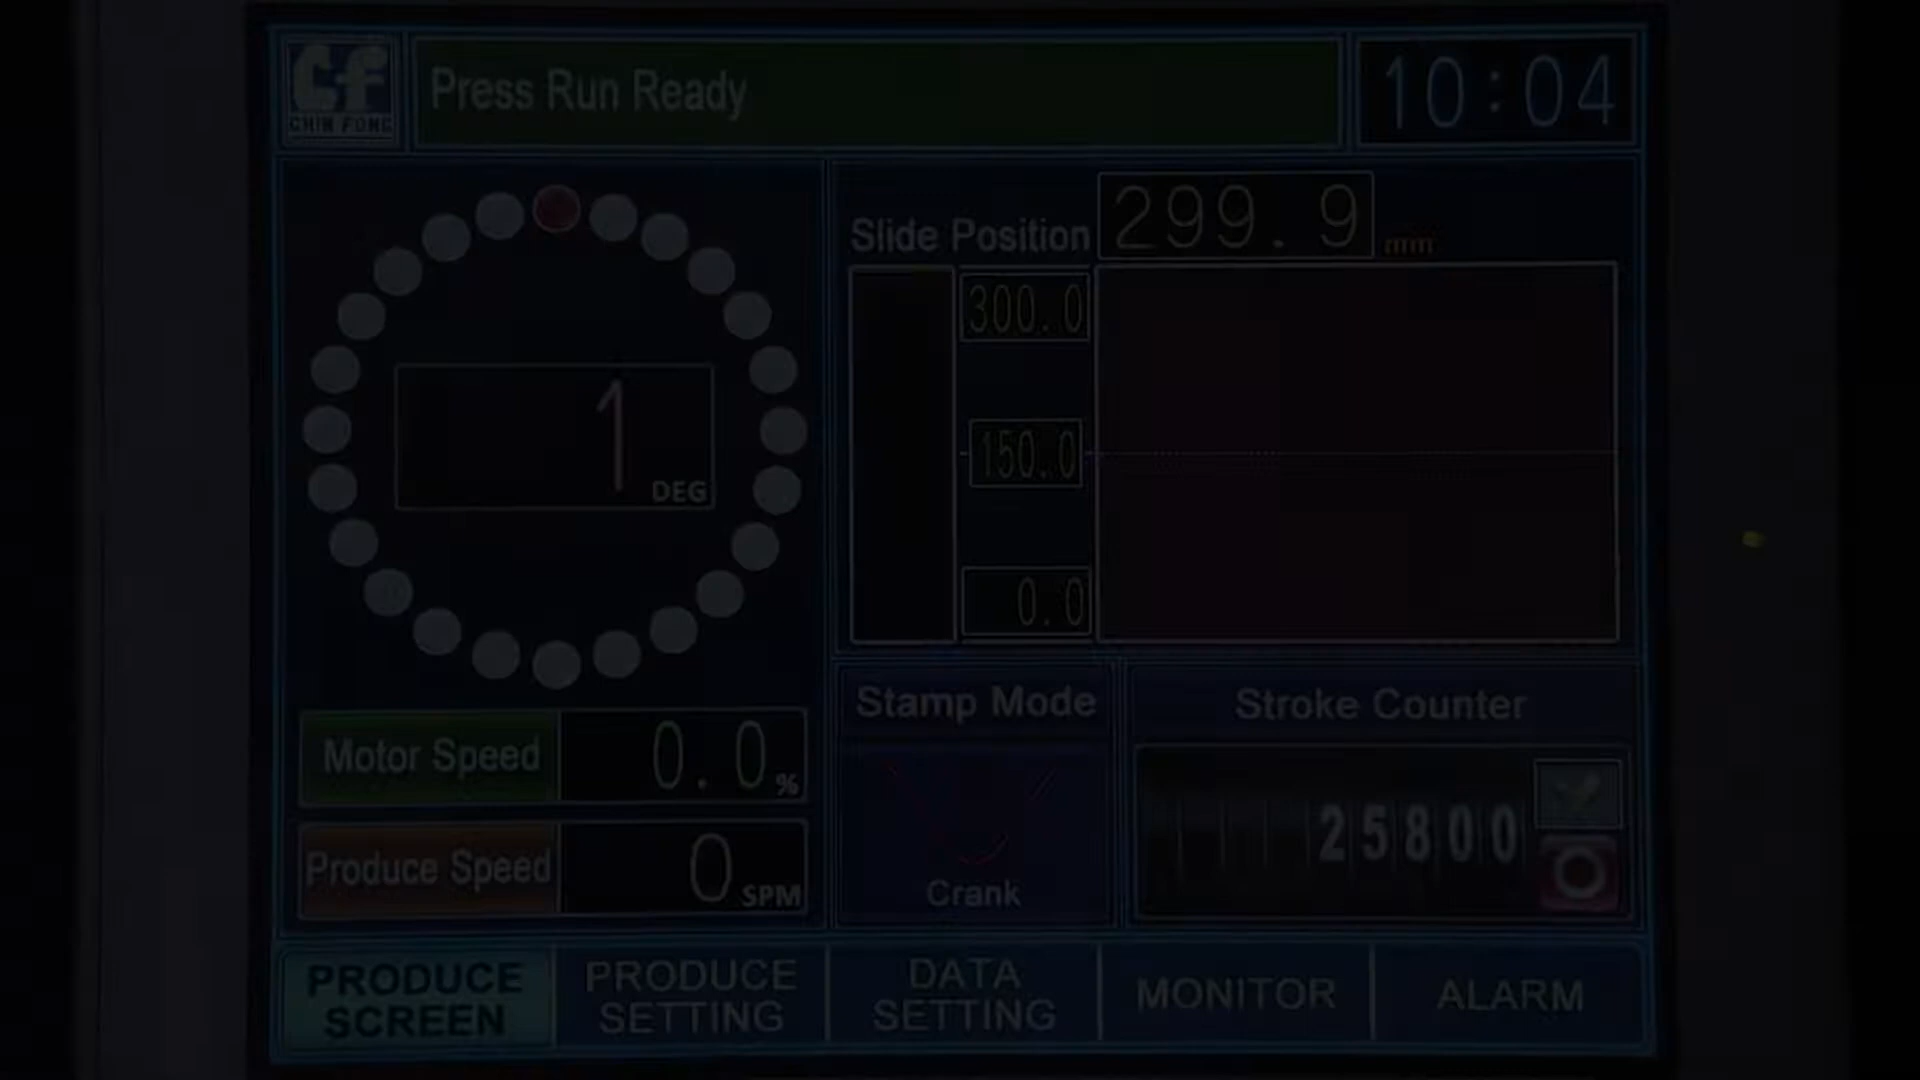 cf
CHIN FONG
Press Run Ready
10:04
Slide Position
299.9
mm
300.0
150.0
0.0
1
DEG
Motor Speed
0.0
%
Produce Speed
0
SPM
Stamp Mode
Crank
Stroke Counter
25800
PRODUCE
SCREEN
PRODUCE
SETTING
DATA
SETTING
MONITOR
ALARM